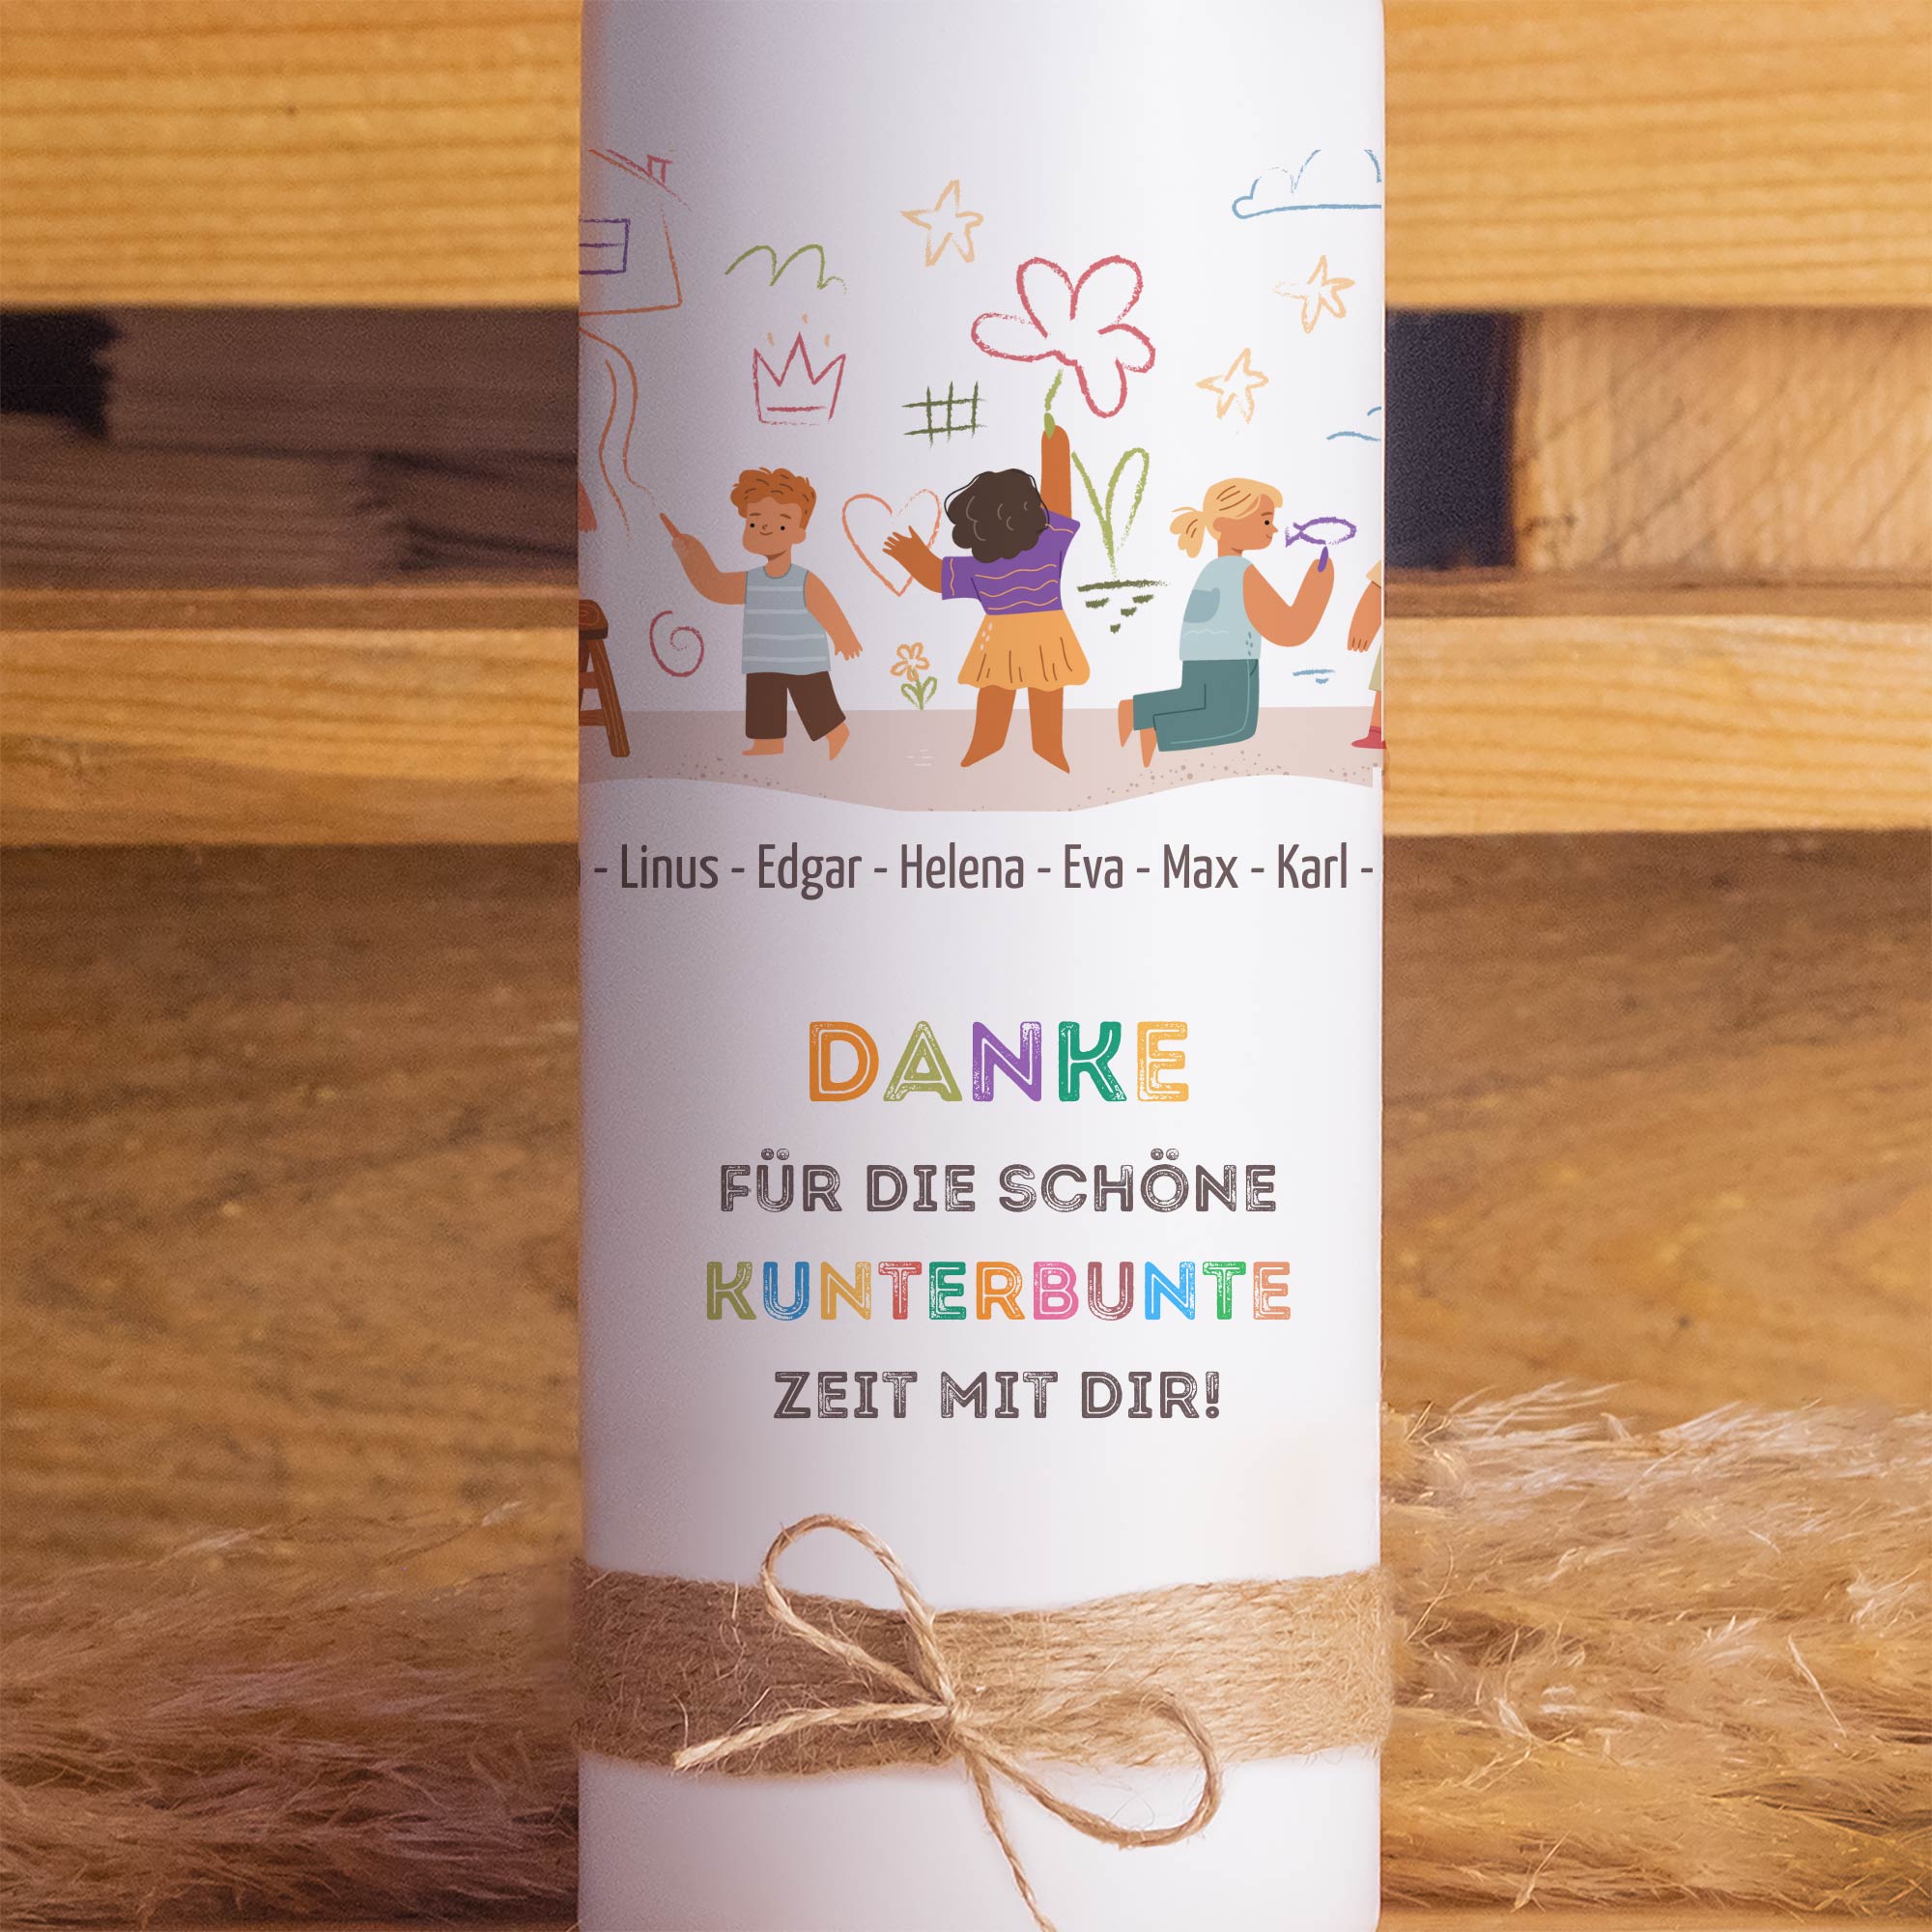 - Linus - Edgar - Helena - Eva - Max - Karl -
DANKE
FÜR DIE SCHÖNE
KUNTERBUNTE
ZEIT MIT DIR!